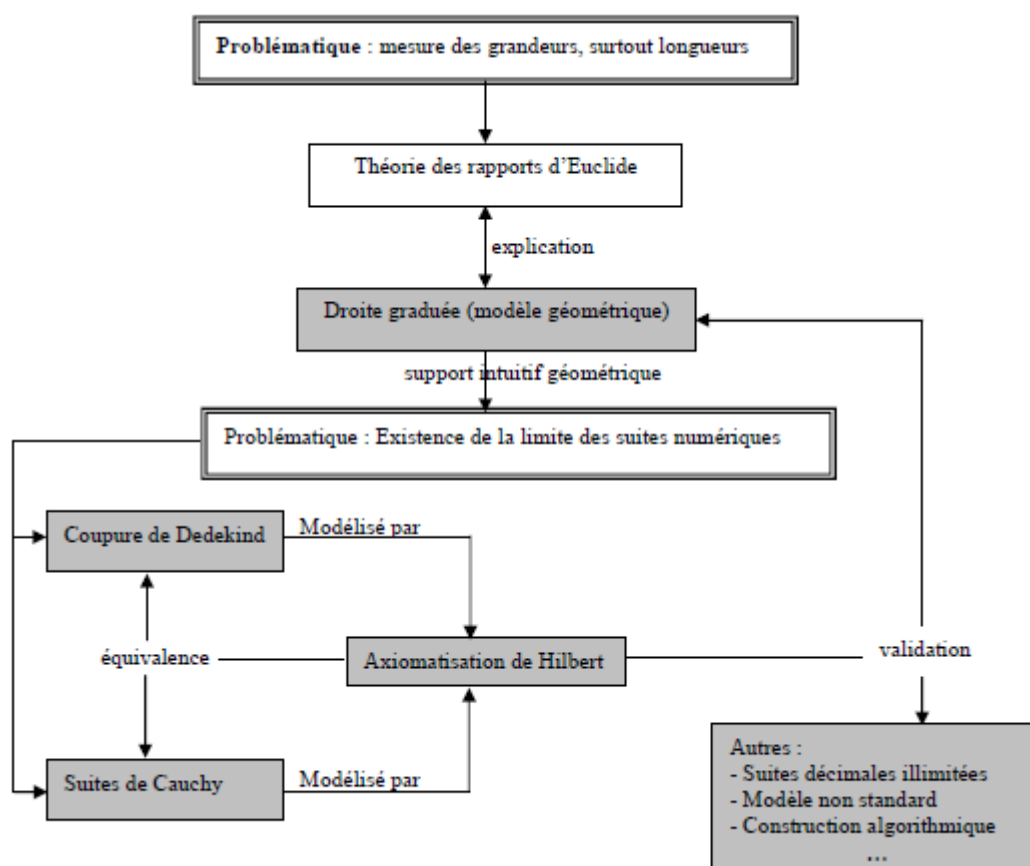 Problématique : mesure des grandeurs, surtout longueurs
Théorie des rapports d'Euclide
explication
Droite graduée (modèle géométrique)
support intuitif géométrique
Problématique : Existence de la limite des suites numériques
Coupure de Dedekind
Modélisé par
équivalence
Axiomatisation de Hilbert
validation
Suites de Cauchy
Modélisé par
Autres :
- Suites décimales illimitées
- Modèle non standard
- Construction algorithmique
...